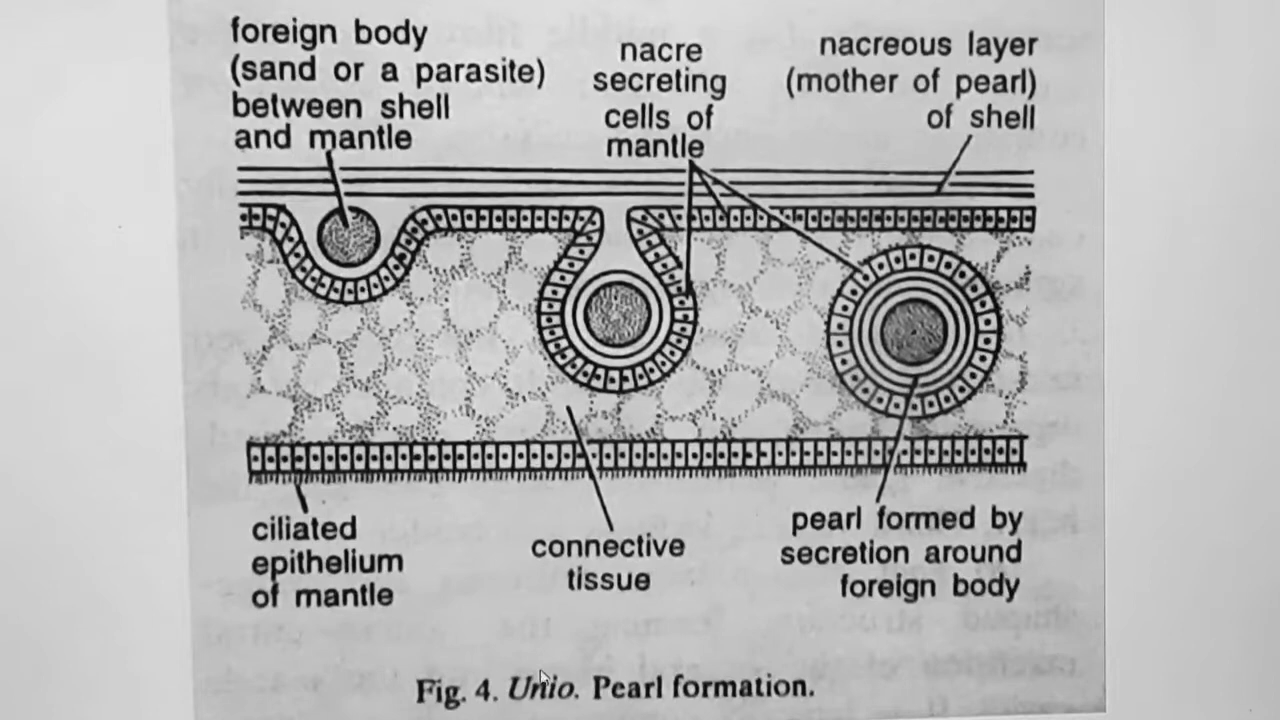 foreign body
(sand or a parasite)
between shell
and mantle
nacre
secreting
cells of
mantle
nacreous layer
(mother of pearl)
of shell
ciliated
epithelium
of mantle
connective
tissue
pearl formed by
secretion around
foreign body
Fig. 4. Unio. Pearl formation.